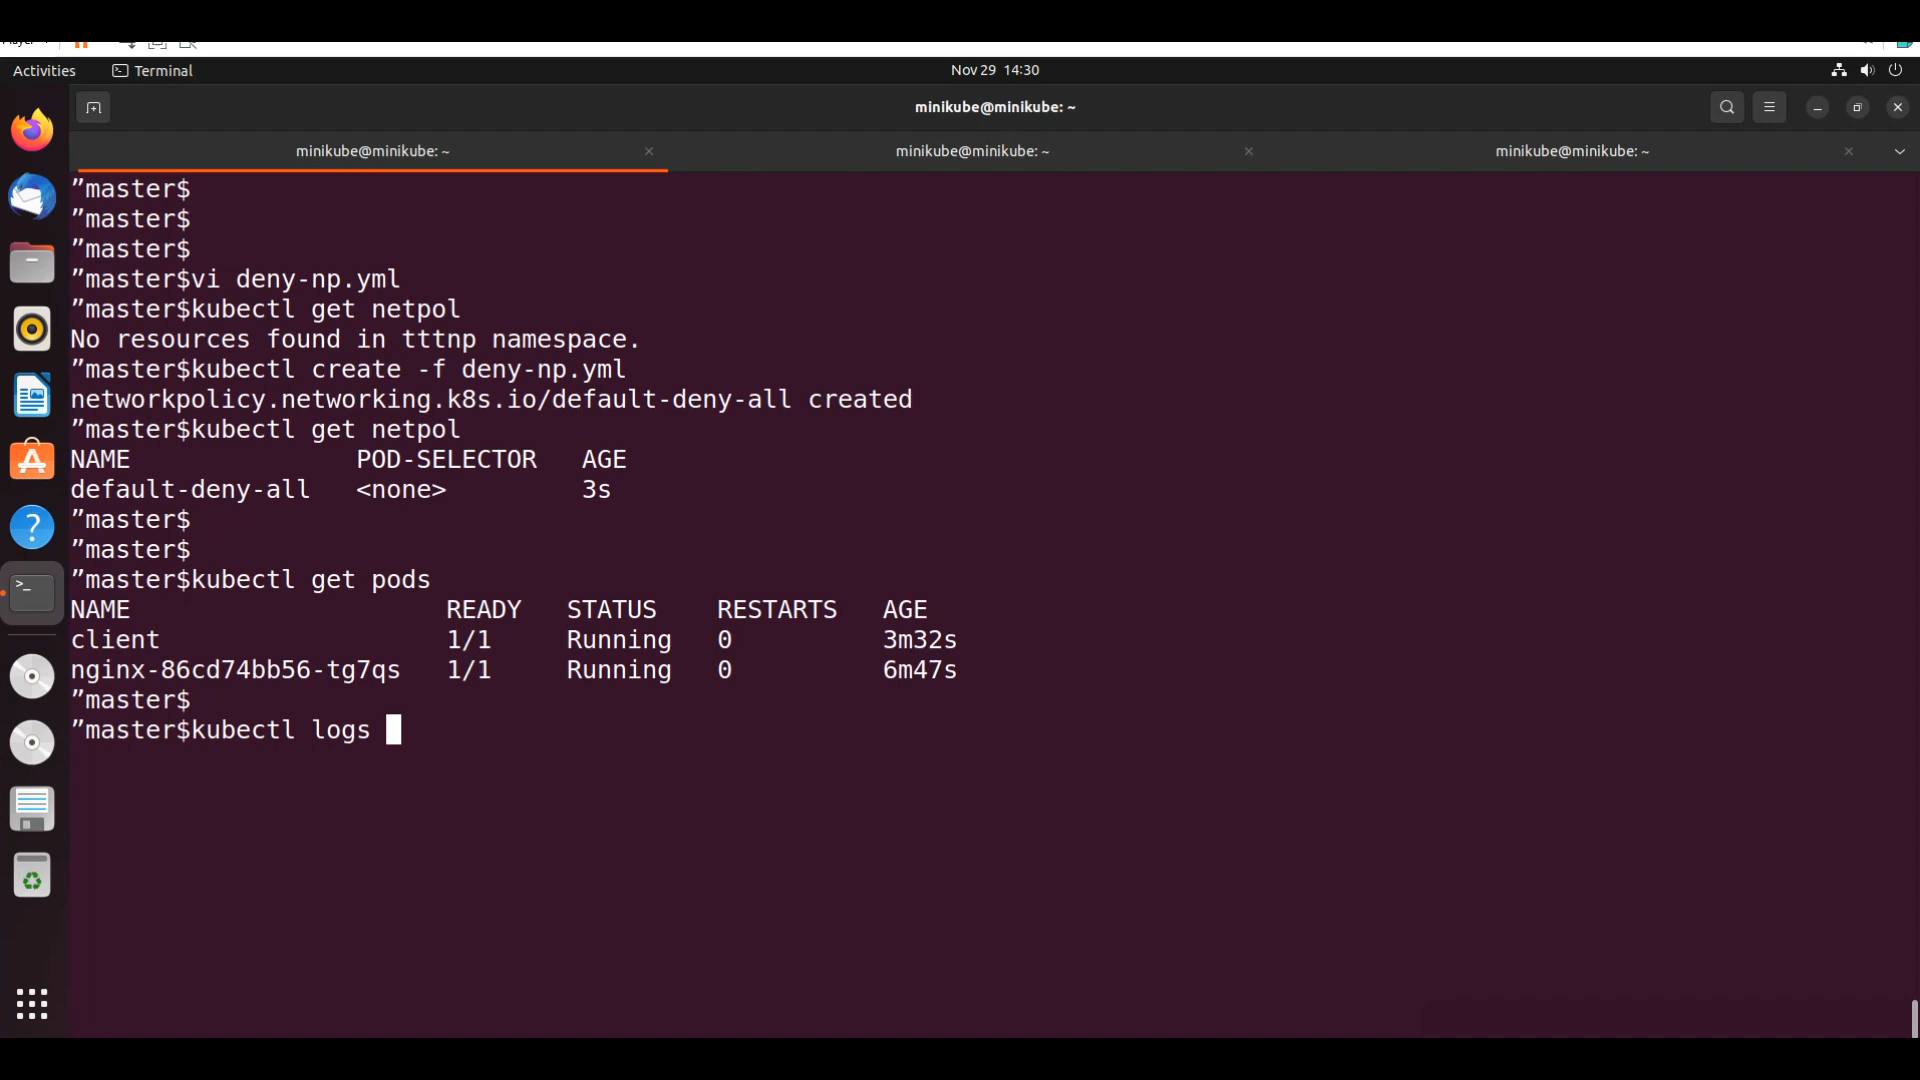 Activities Terminal Nov 29 14:30
minikube@minikube: ~
minikube@minikube: ~ minikube@minikube: ~ minikube@minikube: ~
”master$
”master$
”master$
”master$vi deny-np.yml
”master$kubectl get netpol
No resources found in tttnp namespace.
”master$kubectl create -f deny-np.yml
networkpolicy.networking.k8s.io/default-deny-all created
”master$kubectl get netpol
NAME POD-SELECTOR AGE
default-deny-all <none> 3s
”master$
”master$
”master$kubectl get pods
NAME READY STATUS RESTARTS AGE
client 1/1 Running 0 3m32s
nginx-86cd74bb56-tg7qs 1/1 Running 0 6m47s
”master$
”master$kubectl logs